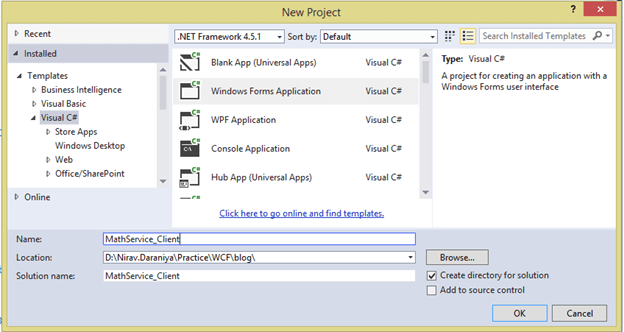 New Project
? x
Recent
.NET Framework 4.5.1 Sort by: Default Search Installed Templates
Installed
Templates
Business Intelligence
Visual Basic
Visual C#
Store Apps
Windows Desktop
Web
Office/SharePoint
Online
Blank App (Universal Apps) Visual C#
Windows Forms Application Visual C#
WPF Application Visual C#
Console Application Visual C#
Hub App (Universal Apps) Visual C#
Click here to go online and find templates.
Type: Visual C#
A project for creating an application with a
Windows Forms user interface
Name: MathService_Client
Location: D:\Nirav.Daraniya\Practice\WCF\blog\ Browse...
Solution name: MathService_Client Create directory for solution
Add to source control
OK Cancel